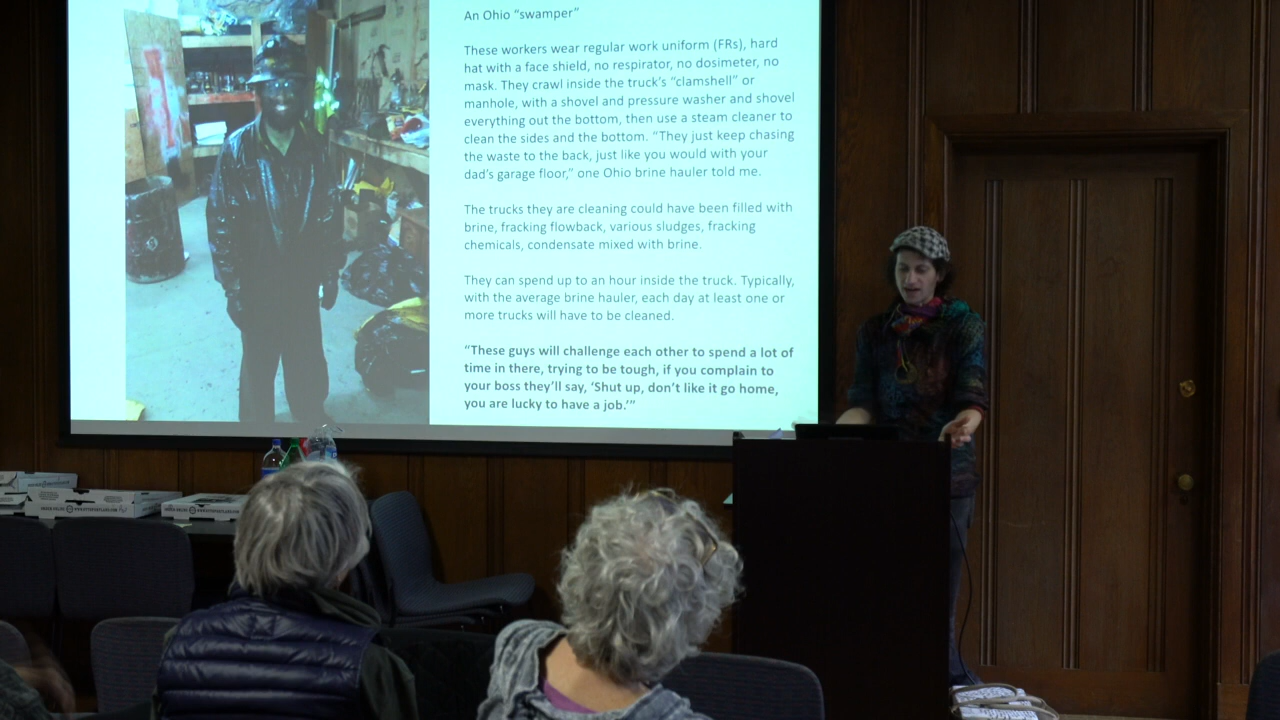 An Ohio “swamper”
These workers wear regular work uniform (FRs), hard
hat with a face shield, no respirator, no dosimeter, no
mask. They crawl inside the truck’s “clamshell” or
manhole, with a shovel and pressure washer and shovel
everything out the bottom, then use a steam cleaner to
clean the sides and the bottom. “They just keep chasing
the waste to the back, just like you would with your
dad’s garage floor,” one Ohio brine hauler told me.
The trucks they are cleaning could have been filled with
brine, fracking flowback, various sludges, fracking
chemicals, condensate mixed with brine.
They can spend up to an hour inside the truck. Typically,
with the average brine hauler, each day at least one or
more trucks will have to be cleaned.
“These guys will challenge each other to spend a lot of
time in there, trying to be tough, if you complain to
your boss they’ll say, ‘Shut up, don’t like it go home,
you are lucky to have a job.’”